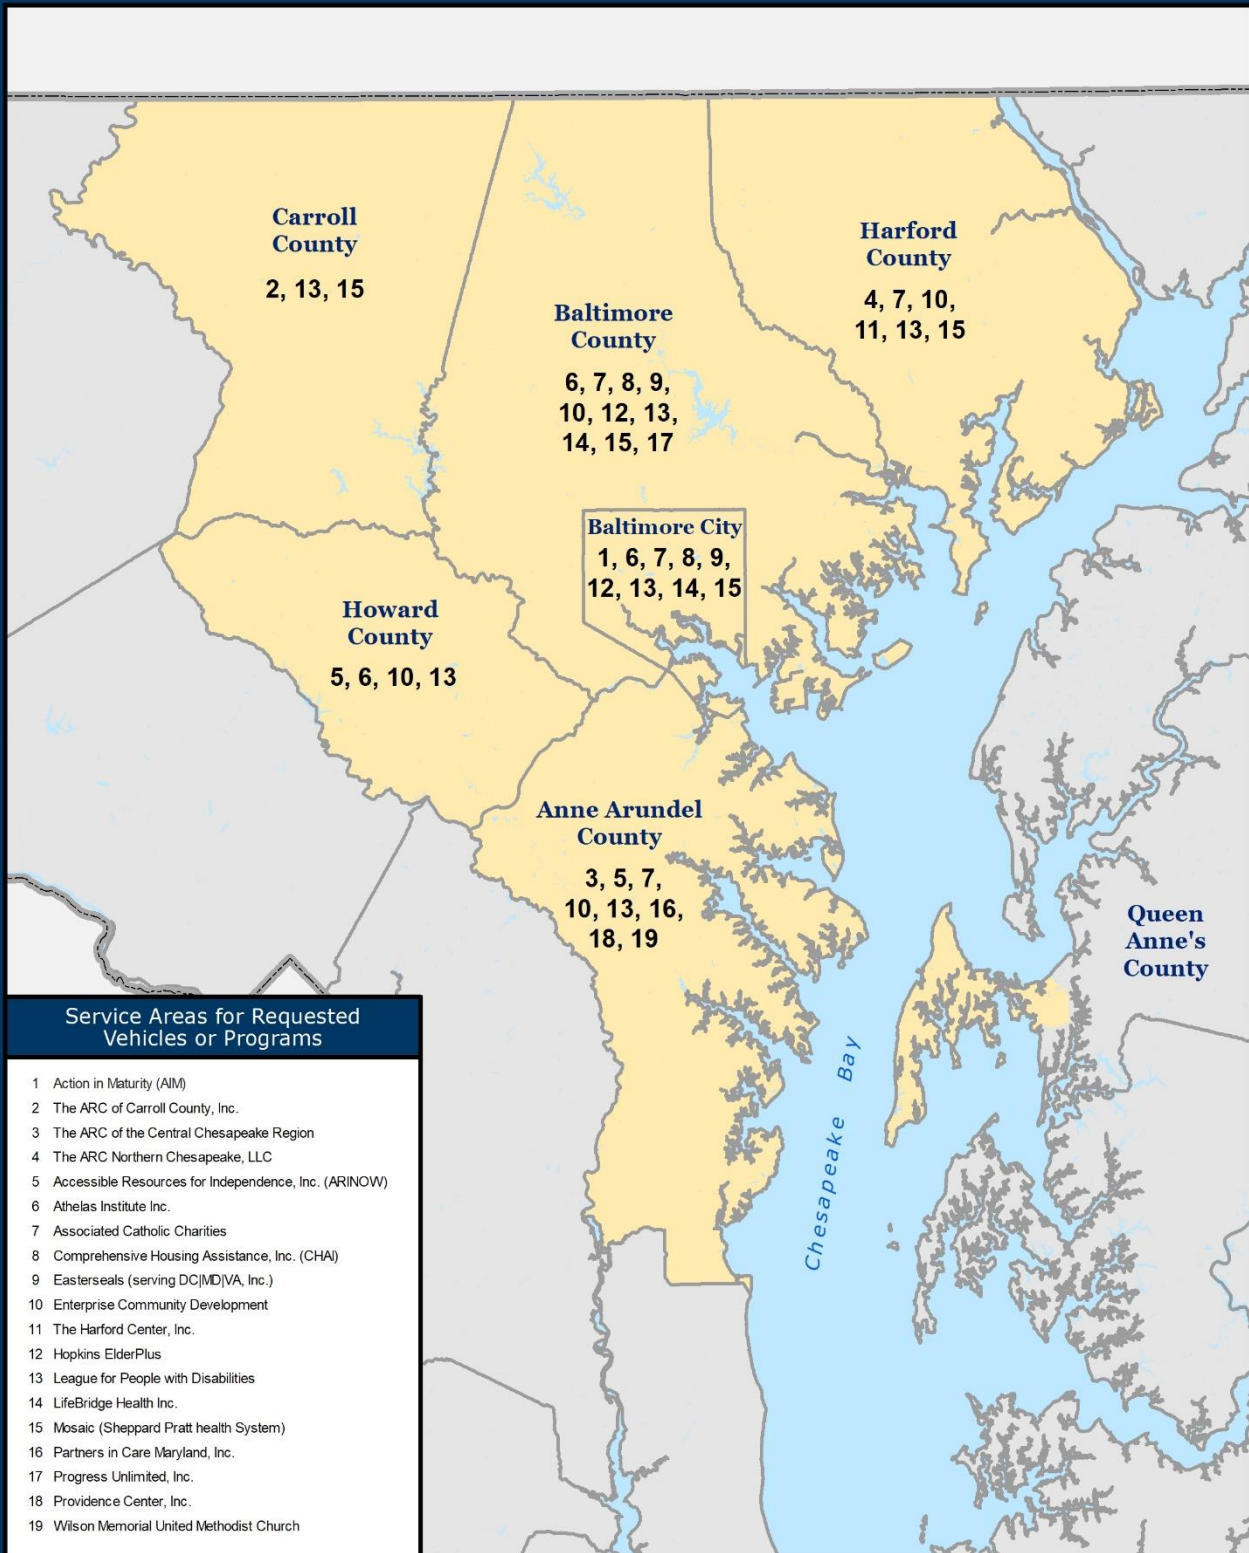 Carroll
County
2, 13, 15
Harford
County
4, 7, 10,
11, 13, 15
Baltimore
County
6, 7, 8, 9,
10, 12, 13,
14, 15, 17
Baltimore City
1, 6, 7, 8, 9,
12, 13, 14, 15
Howard
County
5, 6, 10, 13
Anne Arundel
County
3, 5, 7,
10, 13, 16,
18, 19
Queen
Anne's
County
Chesapeake Bay
Service Areas for Requested
Vehicles or Programs
1 Action in Maturity (AIM)
2 The ARC of Carroll County, Inc.
3 The ARC of the Central Chesapeake Region
4 The ARC Northern Chesapeake, LLC
5 Accessible Resources for Independence, Inc. (ARINOW)
6 Athelas Institute Inc.
7 Associated Catholic Charities
8 Comprehensive Housing Assistance, Inc. (CHAI)
9 Easterseals (serving DC|MD|VA, Inc.)
10 Enterprise Community Development
11 The Harford Center, Inc.
12 Hopkins ElderPlus
13 League for People with Disabilities
14 LifeBridge Health Inc.
15 Mosaic (Sheppard Pratt health System)
16 Partners in Care Maryland, Inc.
17 Progress Unlimited, Inc.
18 Providence Center, Inc.
19 Wilson Memorial United Methodist Church